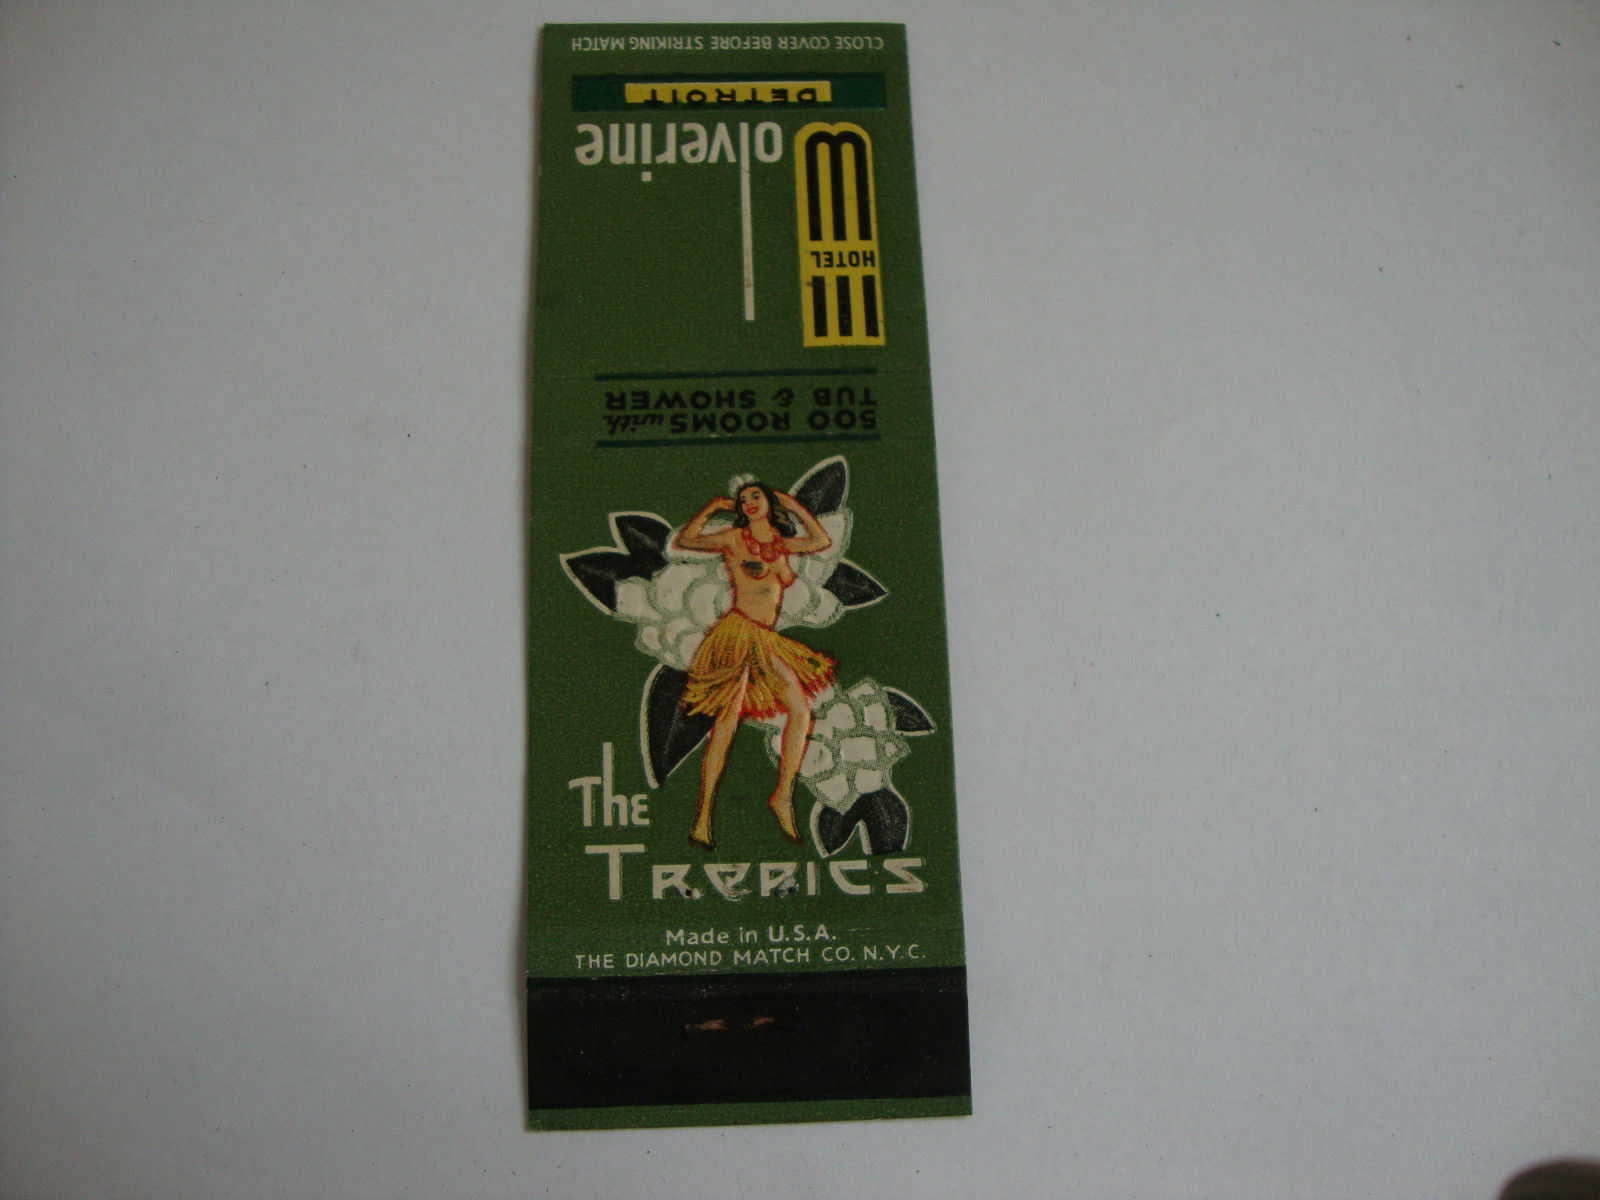 CLOSE COVER BEFORE STRIKING MATCH
DETROIT
Wolverine
HOTEL
500 ROOMS with
TUB & SHOWER
The
TROPICS
Made in U.S.A.
THE DIAMOND MATCH CO. N.Y.C.